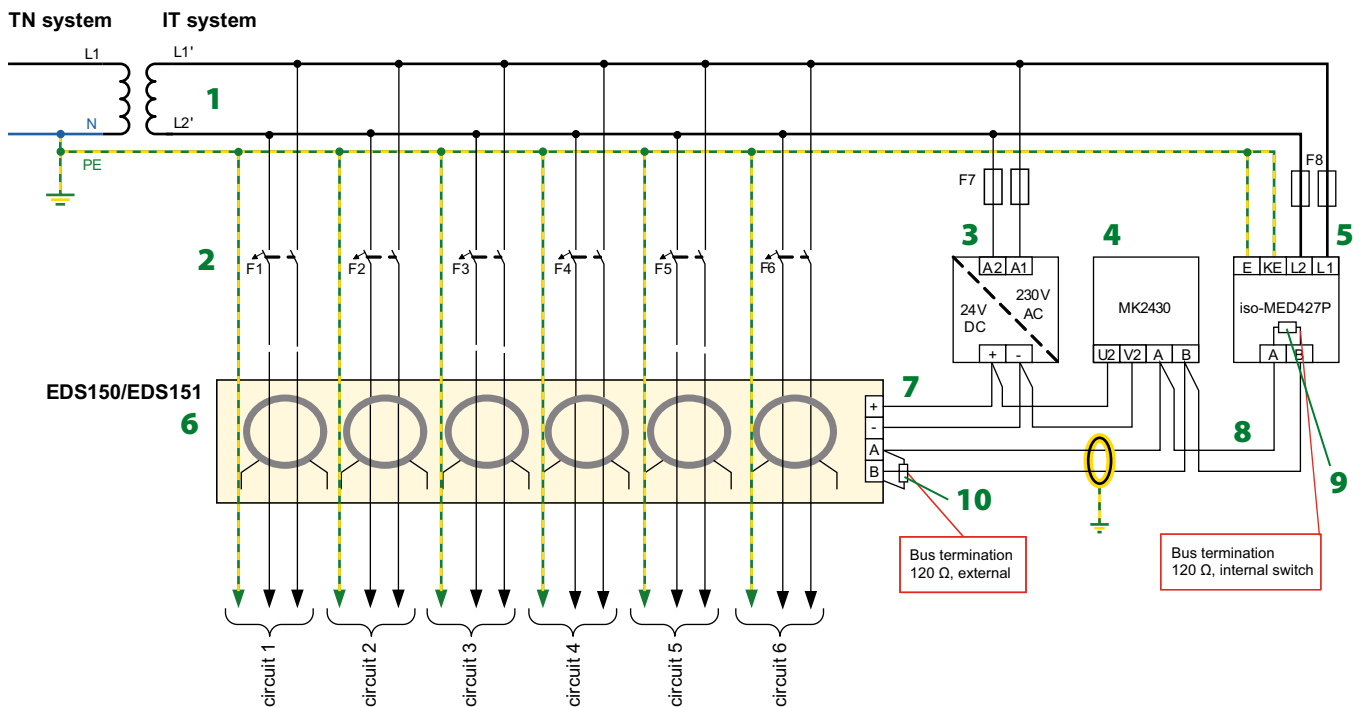 TN system
IT system
L1
L1'
1
N
L2'
PE
F7
F8
2
3
4
5
F1
F2
F3
F4
F5
F6
A2 A1
E KE L2 L1
24V
DC
230V
AC
MK2430
iso-MED427P
+ -
U2 V2 A B
A B
EDS150/EDS151
6
7
+
-
A
B
8
9
10
Bus termination
120 Ω, external
Bus termination
120 Ω, internal switch
circuit 1
circuit 2
circuit 3
circuit 4
circuit 5
circuit 6